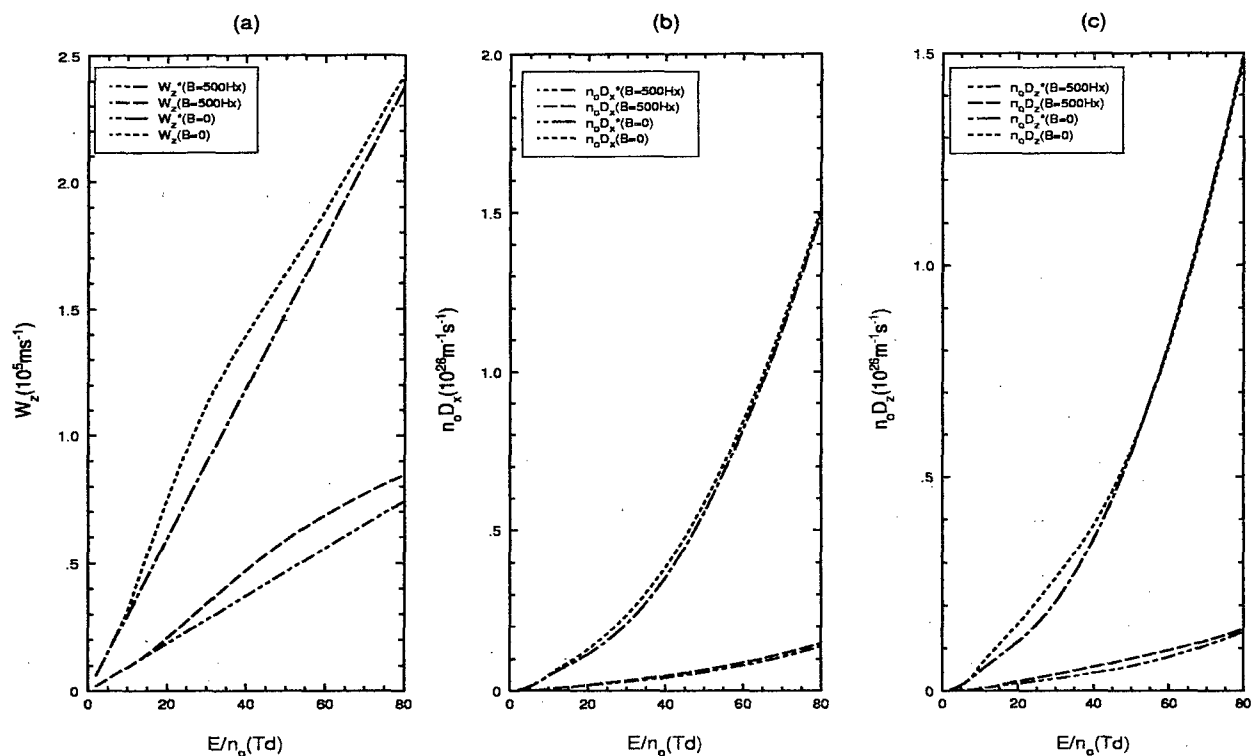 (a)
2.5
2.0
1.5
1.0
.5
0
W_z(10^5ms^-1)
W_z*(B=500Hx)
W_z(B=500Hx)
W_z*(B=0)
W_z(B=0)
0 20 40 60 80
E/n_o(Td)
(b)
2.0
1.5
1.0
.5
0
n_oD_x(10^26m^-1s^-1)
n_oD_x*(B=500Hx)
n_oD_x(B=500Hx)
n_oD_x*(B=0)
n_oD_x(B=0)
0 20 40 60 80
E/n_o(Td)
(c)
1.5
1.0
.5
0
n_oD_z(10^26m^-1s^-1)
n_oD_z*(B=500Hx)
n_oD_z(B=500Hx)
n_oD_z*(B=0)
n_oD_z(B=0)
0 20 40 60 80
E/n_o(Td)